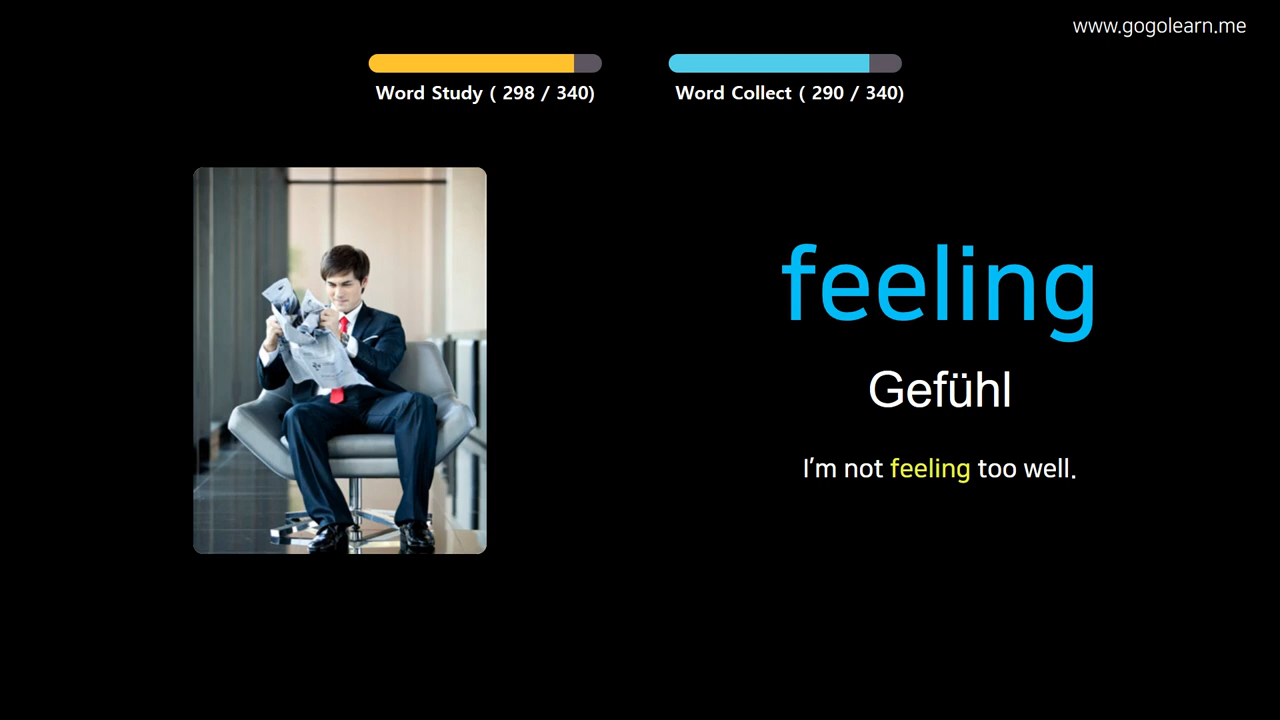 www.gogolearn.me
Word Study ( 298 / 340)
Word Collect ( 290 / 340)
feeling
Gefühl
I'm not feeling too well.